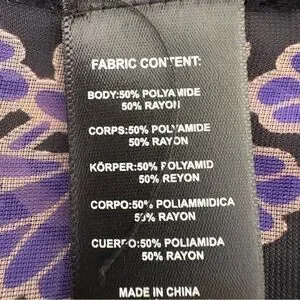 FABRIC CONTENT:
BODY:50% POLYAMIDE
50% RAYON
CORPS:50% POLYAMIDE
50% RAYON
KÖRPER:50% POLYAMID
50% REYON
CORPO:50% POLIAMMIDICA
50% RAYON
CUERPO:50% POLIAMIDA
50% RAYON
MADE IN CHINA